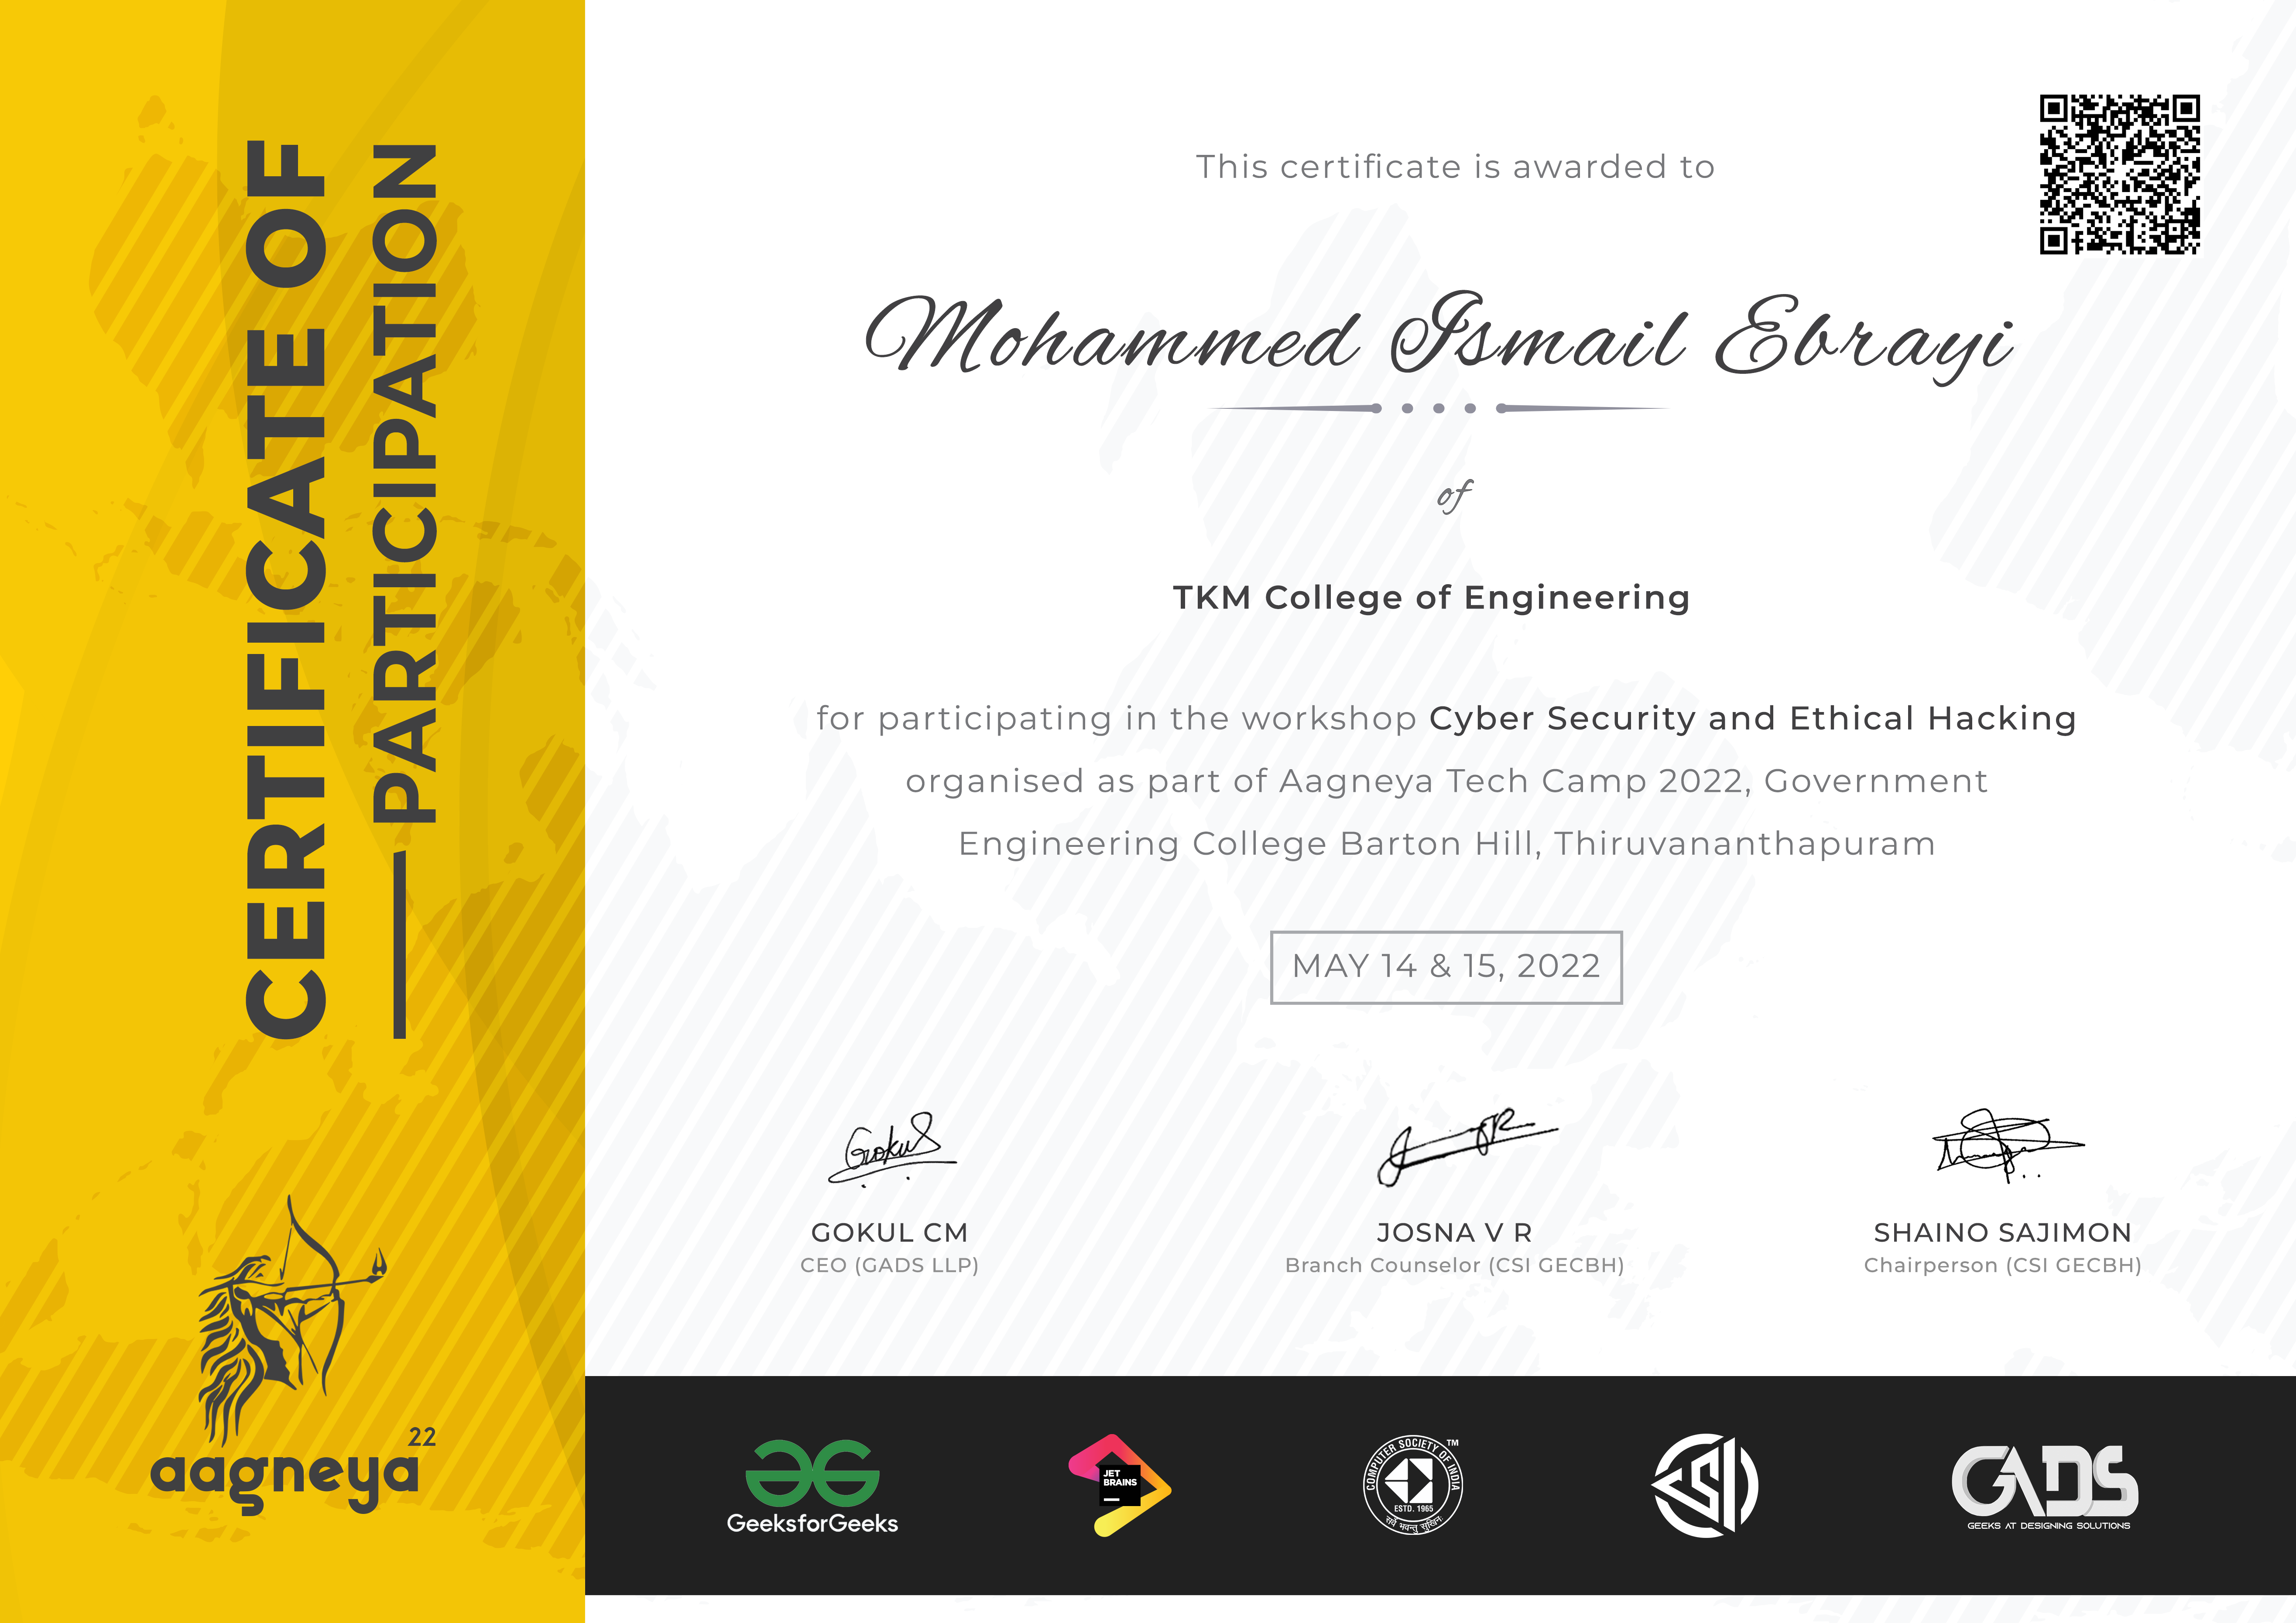 CERTIFICATE OF
PARTICIPATION
This certificate is awarded to
Mohammed Ismail Ebrayi
of
TKM College of Engineering
for participating in the workshop Cyber Security and Ethical Hacking
organised as part of Aagneya Tech Camp 2022, Government
Engineering College Barton Hill, Thiruvananthapuram
MAY 14 & 15, 2022
Gokul
GOKUL CM
CEO (GADS LLP)
JOSNA V R
Branch Counselor (CSI GECBH)
SHAINO SAJIMON
Chairperson (CSI GECBH)
aagneya 22
GeeksforGeeks
JET
BRAINS
COMPUTER SOCIETY OF INDIA
TM
ESTD. 1965
सर्वे भवन्तु सुखिनः
CSI
GADS
GEEKS AT DESIGNING SOLUTIONS